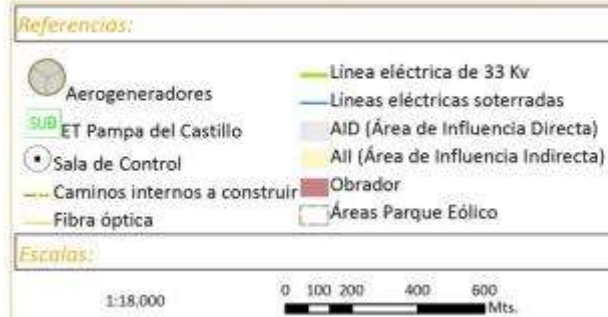 Referencias:
Aerogeneradores
SUB ET Pampa del Castillo
Sala de Control
Caminos internos a construir
Fibra óptica
Línea eléctrica de 33 Kv
Líneas eléctricas soterradas
AID (Área de Influencia Directa)
AII (Área de Influencia Indirecta)
Obrador
Áreas Parque Eólico
Escalas:
1:18,000
0 100 200 400 600
Mts.